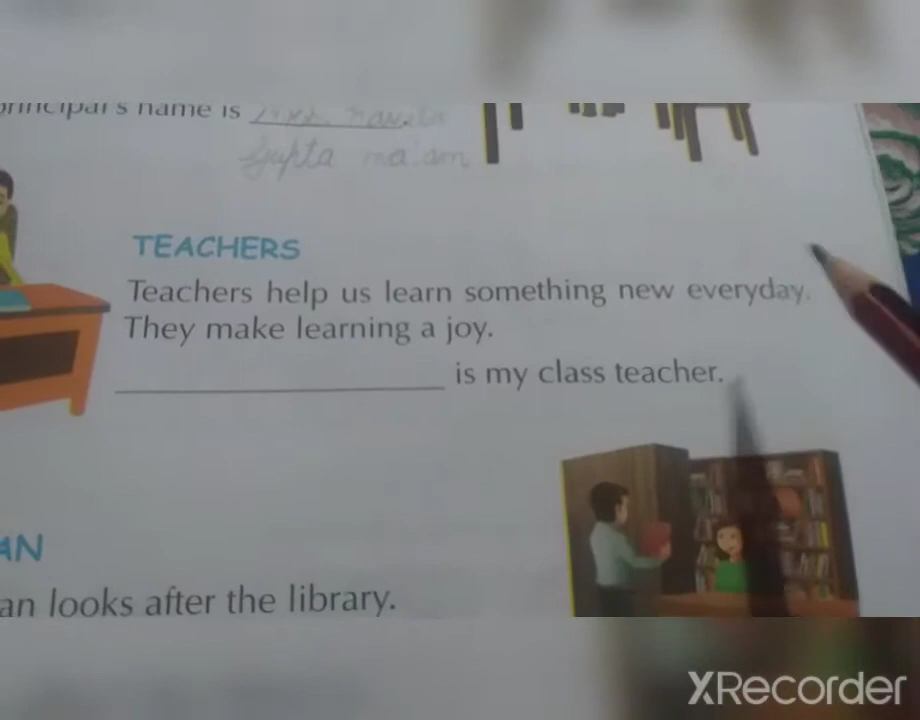 principal's name is
Gupta ma'am
TEACHERS
Teachers help us learn something new everyday.
They make learning a joy.
is my class teacher.
AN
an looks after the library.
XRecorder